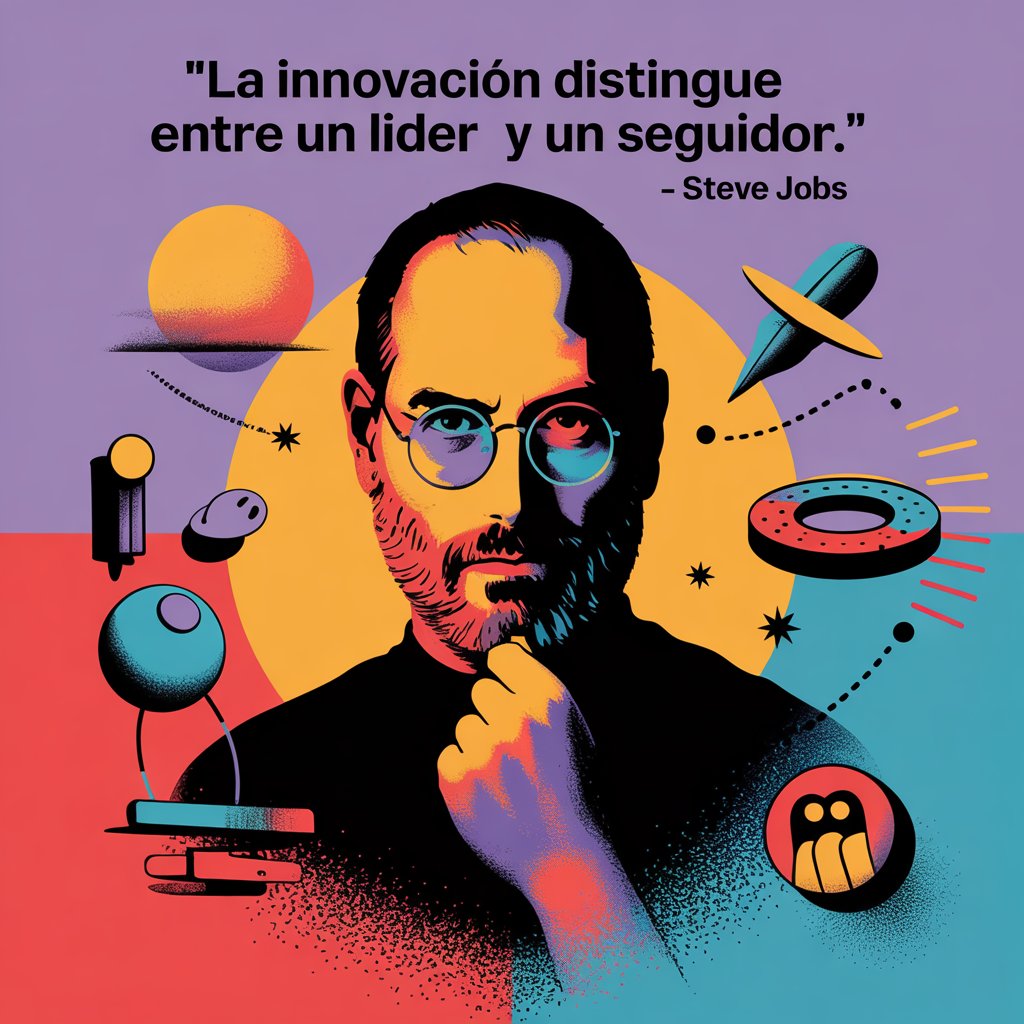 "La innovación distingue
entre un lider y un seguidor.”
- Steve Jobs